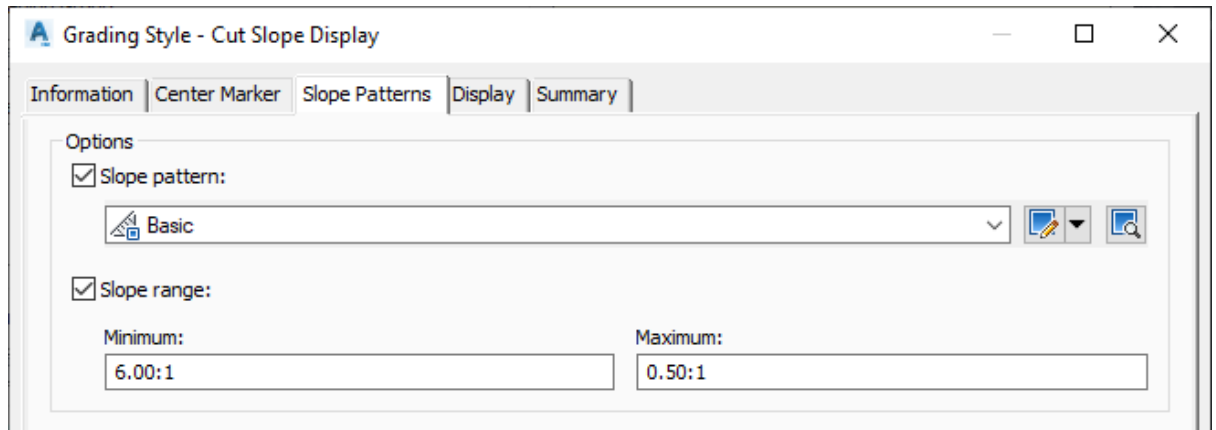 Grading Style - Cut Slope Display
Information Center Marker Slope Patterns Display Summary
Options
Slope pattern:
Basic
Slope range:
Minimum: Maximum:
6.00:1 0.50:1